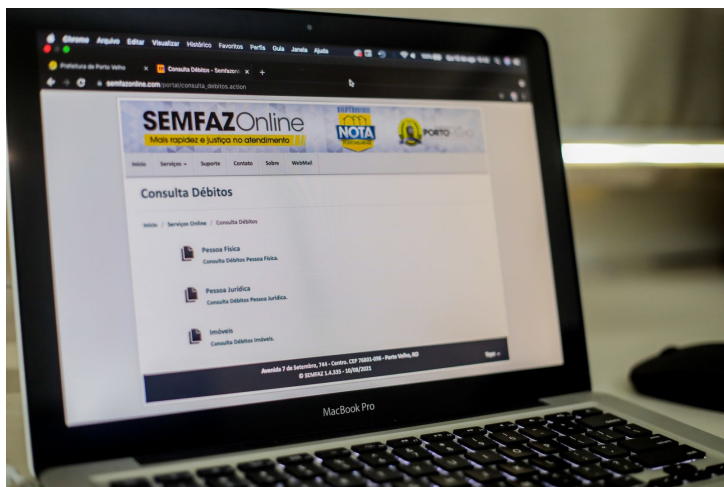 Chrome Arquivo Editar Visualizar Histórico Favoritos Perfis Guia Janela Ajuda
Prefeitura de Porto Velho
Consulta Débitos - Semfazon
semfazonline.com/portal/consulta_debitos.action
SEMFAZOnline
Mais rapidez e justiça no atendimento
NOTA
PORTO
Início Serviços Suporte Contato Sobre WebMail
Consulta Débitos
Início / Serviços Online / Consulta Débitos
Pessoa Física
Consulta Débitos Pessoa Física.
Pessoa Jurídica
Consulta Débitos Pessoa Jurídica.
Imóveis
Consulta Débitos Imóveis.
Avenida 7 de Setembro, 744 - Centro. CEP 76801-096 - Porto Velho, RO
© SEMFAZ 1.4.335 - 10/08/2021
MacBook Pro